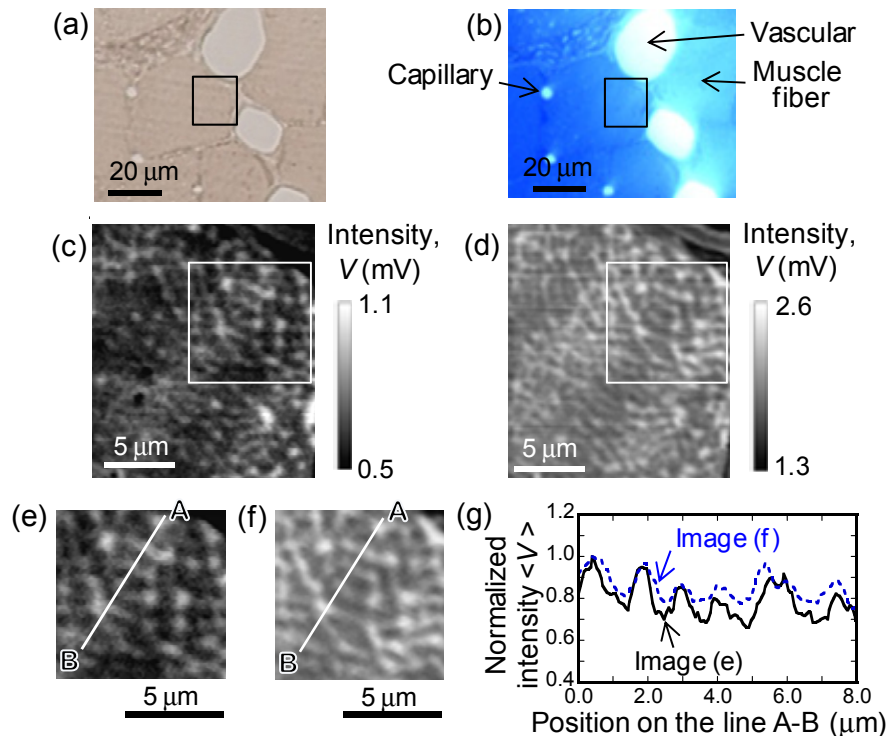 (a)
20 μm
(b)
Vascular
Capillary
Muscle
fiber
20 μm
(c)
Intensity,
V (mV)
1.1
0.5
5 μm
(d)
Intensity,
V (mV)
2.6
1.3
5 μm
(e)
A
B
5 μm
(f)
A
B
5 μm
(g)
Normalized
intensity <V >
1.2
1.0
0.8
0.6
0.4
Image (f)
Image (e)
0.0 2.0 4.0 6.0 8.0
Position on the line A-B (μm)